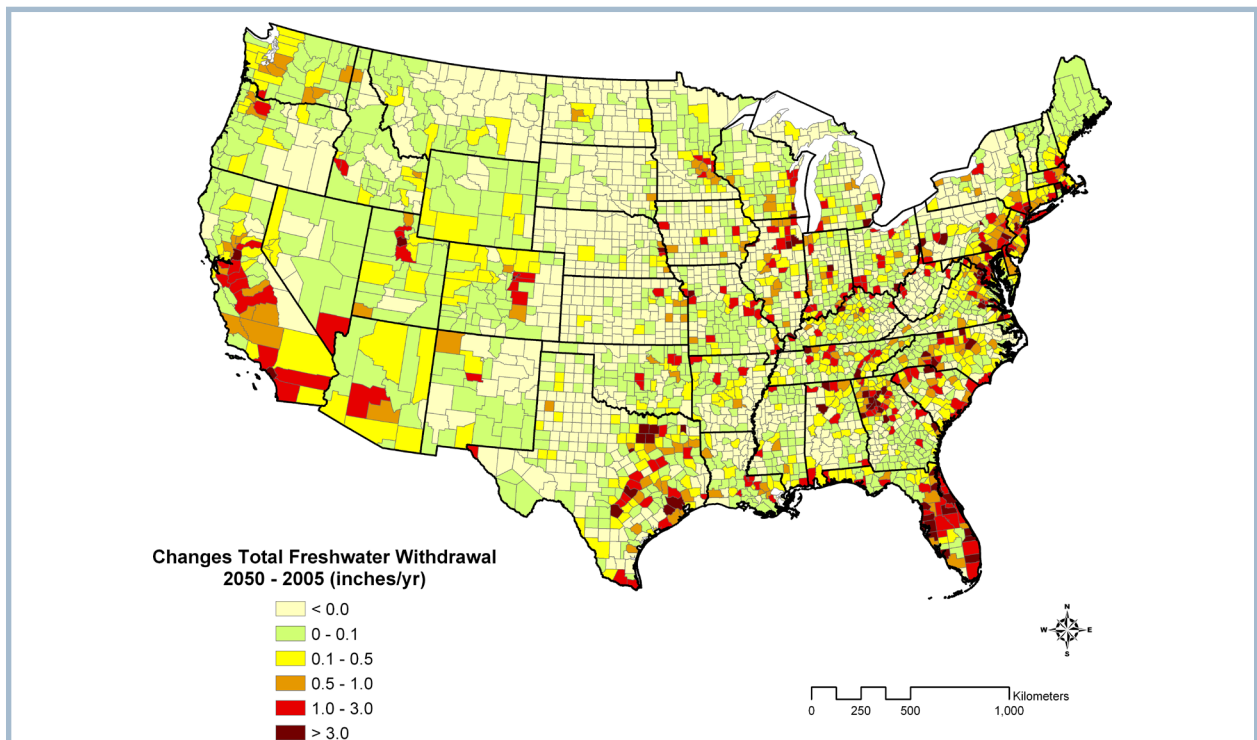 Changes Total Freshwater Withdrawal
2050 - 2005 (inches/yr)
< 0.0
0 - 0.1
0.1 - 0.5
0.5 - 1.0
1.0 - 3.0
> 3.0
N
W E
S
Kilometers
0 250 500 1,000